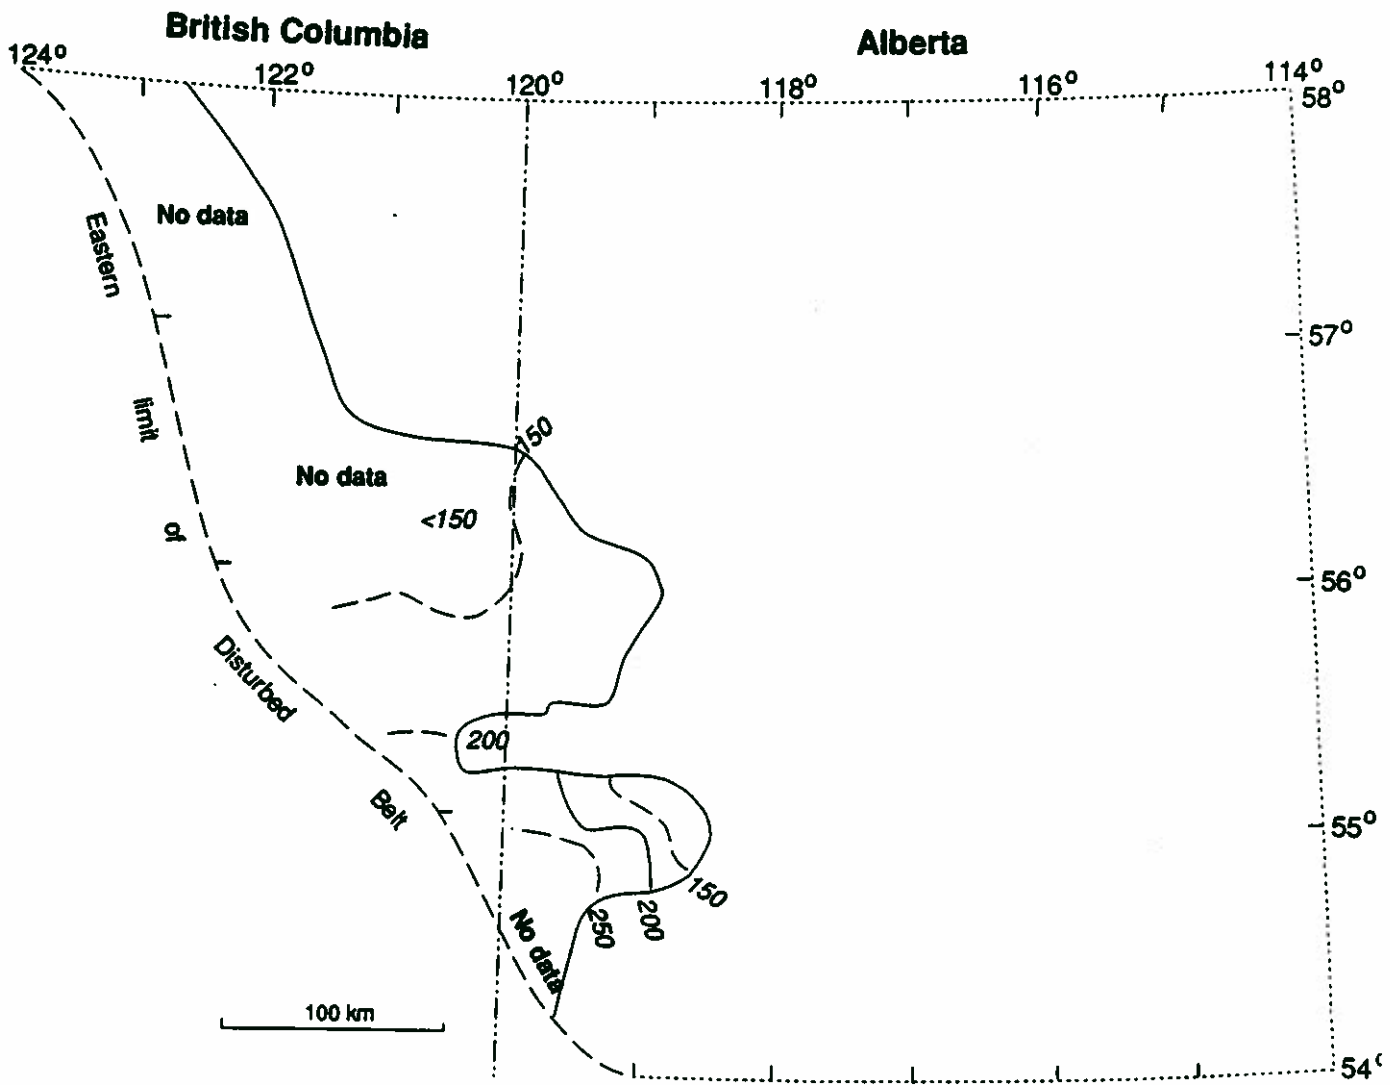 British Columbia
Alberta
124°
122°
120°
118°
116°
114°
58°
No data
Eastern
57°
limit
150
No data
<150
of
56°
Disturbed
200
Belt
55°
150
200
250
No data
100 km
54°